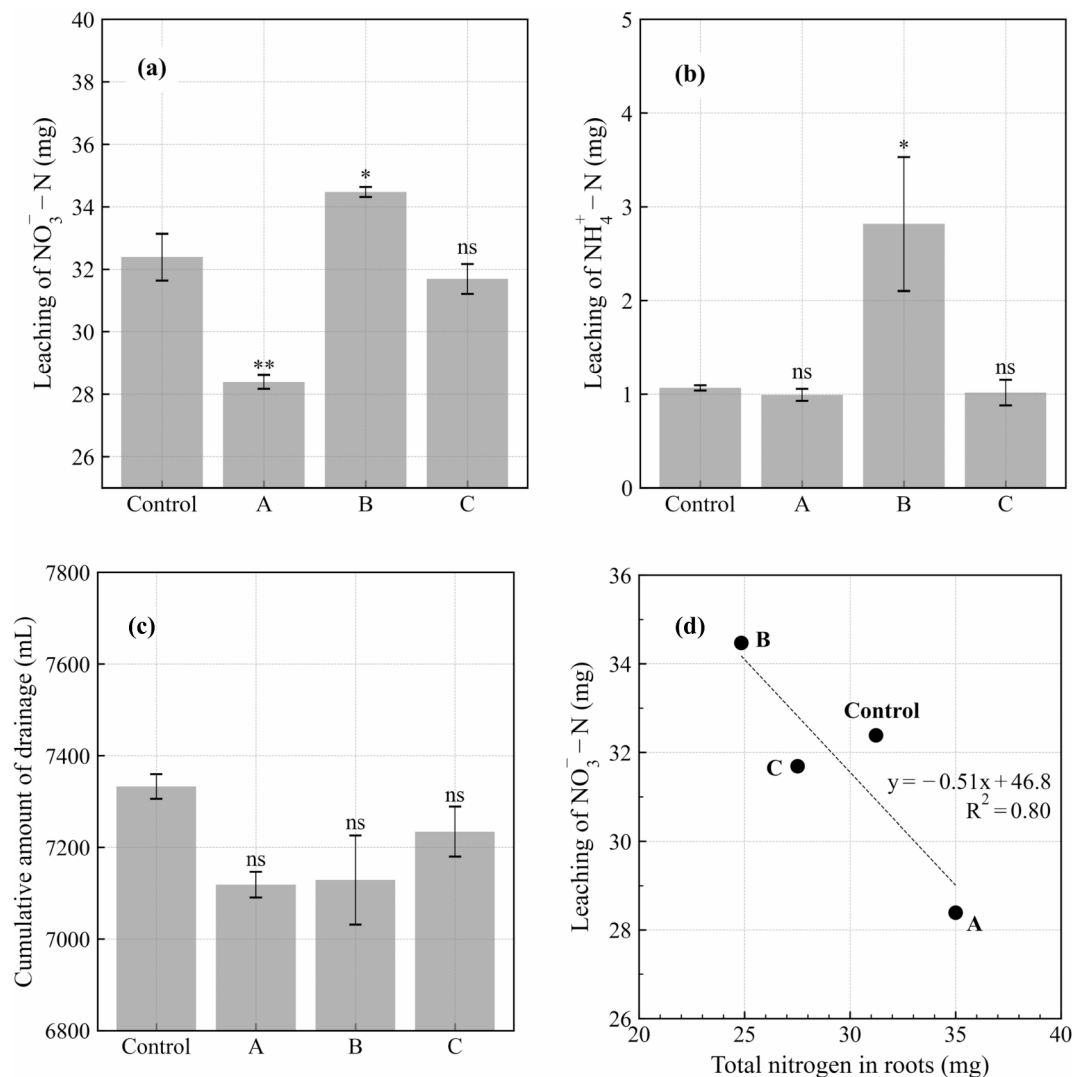 (a)
Leaching of NO₃⁻ − N (mg)
40
38
36
34
32
30
28
26
**
*
ns
Control A B C
(b)
Leaching of NH₄⁺ − N (mg)
5
4
3
2
1
0
ns
*
ns
Control A B C
(c)
Cumulative amount of drainage (mL)
7800
7600
7400
7200
7000
6800
ns
ns
ns
Control A B C
(d)
Leaching of NO₃⁻ − N (mg)
36
34
32
30
28
26
B
Control
C
y = −0.51x + 46.8
R² = 0.80
A
20 25 30 35 40
Total nitrogen in roots (mg)